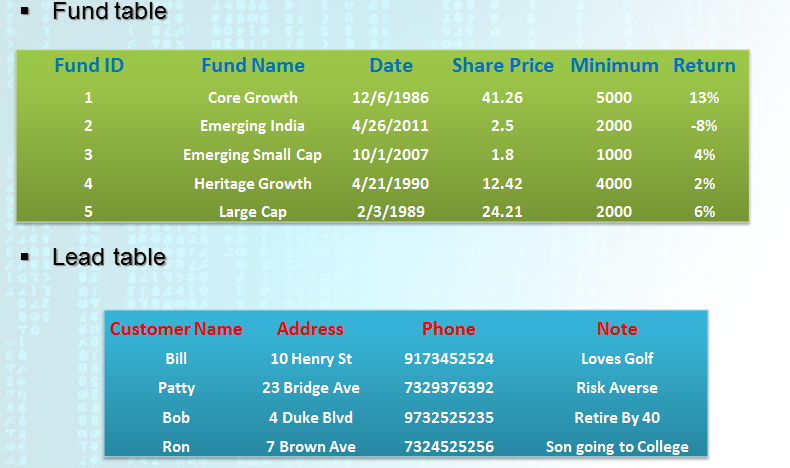 ▪ Fund table
Fund ID Fund Name Date Share Price Minimum Return
1 Core Growth 12/6/1986 41.26 5000 13%
2 Emerging India 4/26/2011 2.5 2000 -8%
3 Emerging Small Cap 10/1/2007 1.8 1000 4%
4 Heritage Growth 4/21/1990 12.42 4000 2%
5 Large Cap 2/3/1989 24.21 2000 6%
▪ Lead table
Customer Name Address Phone Note
Bill 10 Henry St 9173452524 Loves Golf
Patty 23 Bridge Ave 7329376392 Risk Averse
Bob 4 Duke Blvd 9732525235 Retire By 40
Ron 7 Brown Ave 7324525256 Son going to College